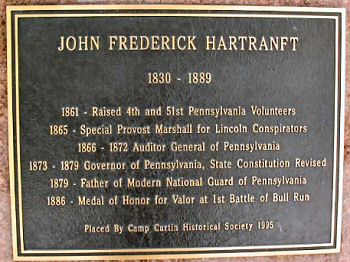 JOHN FREDERICK HARTRANFT
1830 - 1889
1861 - Raised 4th and 51st Pennsylvania Volunteers
1865 - Special Provost Marshall for Lincoln Conspirators
1866 - 1872 Auditor General of Pennsylvania
1873 - 1879 Governor of Pennsylvania, State Constitution Revised
1879 - Father of Modern National Guard of Pennsylvania
1886 - Medal of Honor for Valor at 1st Battle of Bull Run
Placed By Camp Curtin Historical Society 1995